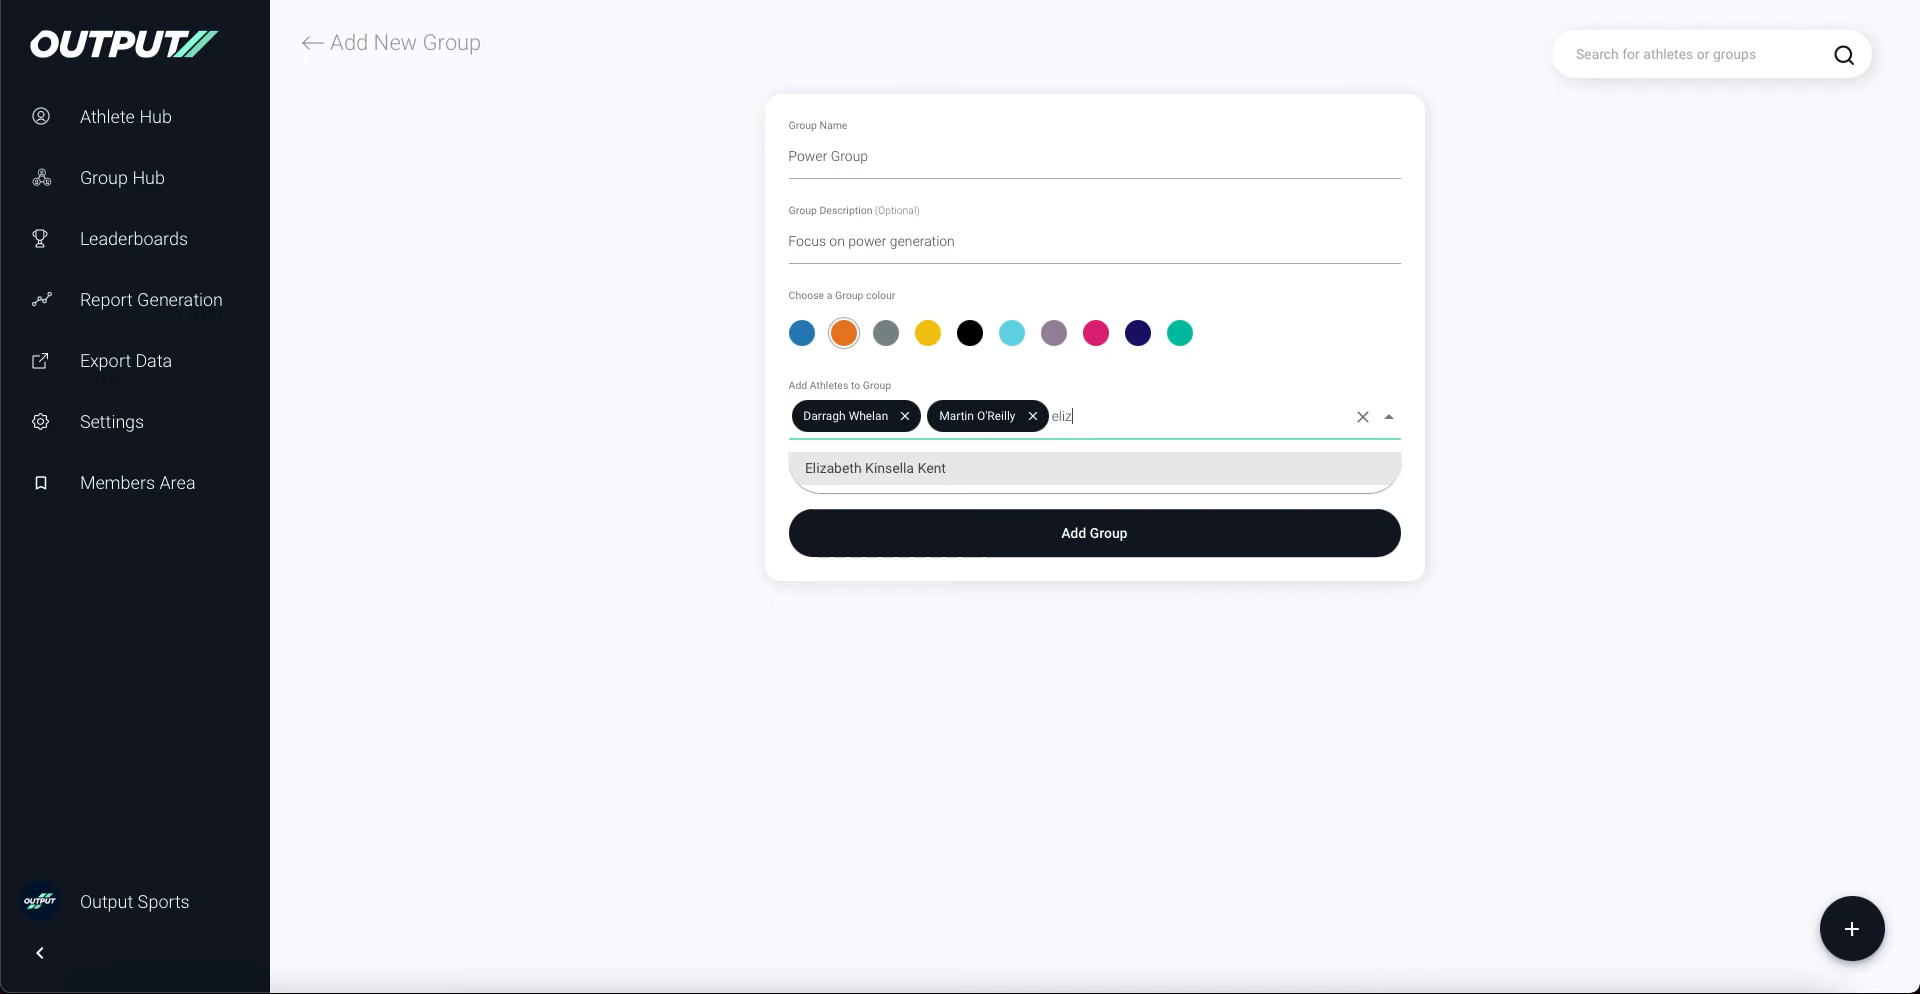 OUTPUT
Athlete Hub
Group Hub
Leaderboards
Report Generation
Export Data
Settings
Members Area
OUTPUT
Output Sports
Add New Group
Search for athletes or groups
Group Name
Power Group
Group Description (Optional)
Focus on power generation
Choose a Group colour
Add Athletes to Group
Darragh Whelan
Martin O'Reilly
eliz
Elizabeth Kinsella Kent
Add Group